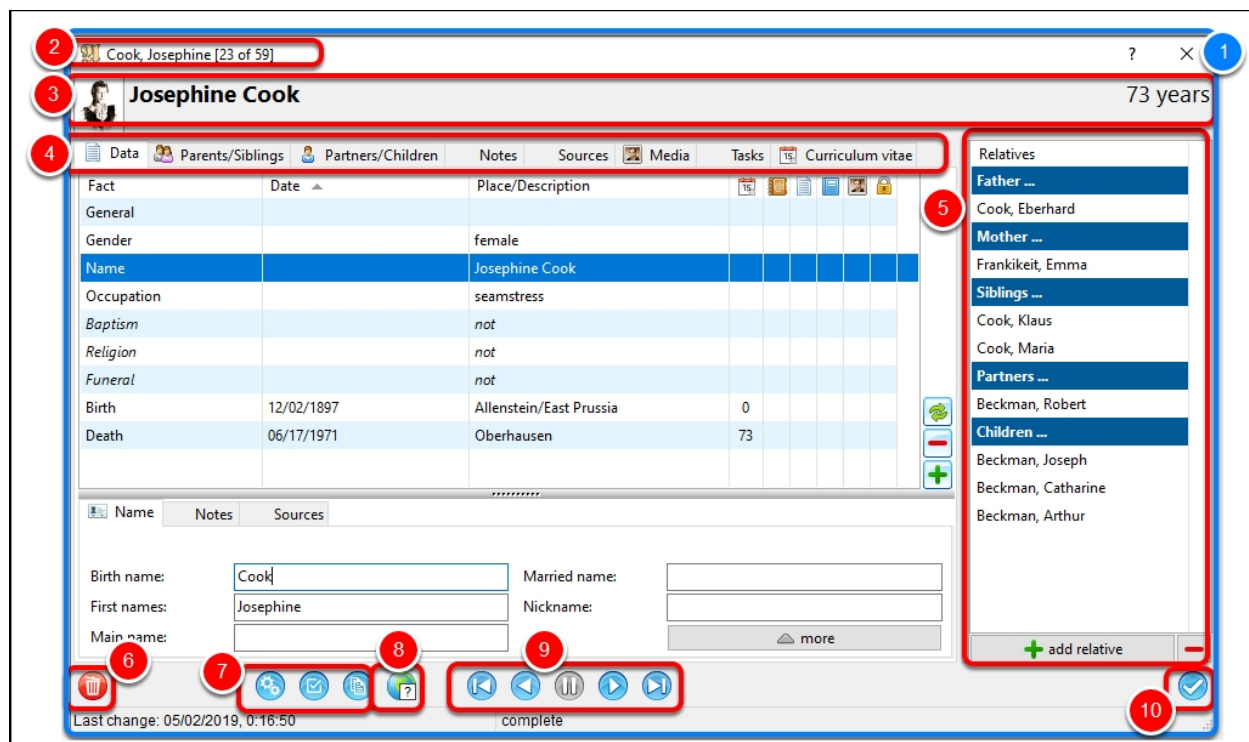 2
Cook, Josephine [23 of 59]
?
1
3
Josephine Cook
73 years
4
Data Parents/Siblings Partners/Children Notes Sources Media Tasks 15 Curriculum vitae
Fact Date Place/Description 15
General
Gender female
Name Josephine Cook
Occupation seamstress
Baptism not
Religion not
Funeral not
Birth 12/02/1897 Allenstein/East Prussia 0
Death 06/17/1971 Oberhausen 73
5
Relatives
Father ...
Cook, Eberhard
Mother ...
Frankikeit, Emma
Siblings ...
Cook, Klaus
Cook, Maria
Partners ...
Beckman, Robert
Children ...
Beckman, Joseph
Beckman, Catharine
Beckman, Arthur
add relative
Name Notes Sources
Birth name: Cook Married name:
First names: Josephine Nickname:
Main name: more
6
7
8
?
9
10
Last change: 05/02/2019, 0:16:50 complete